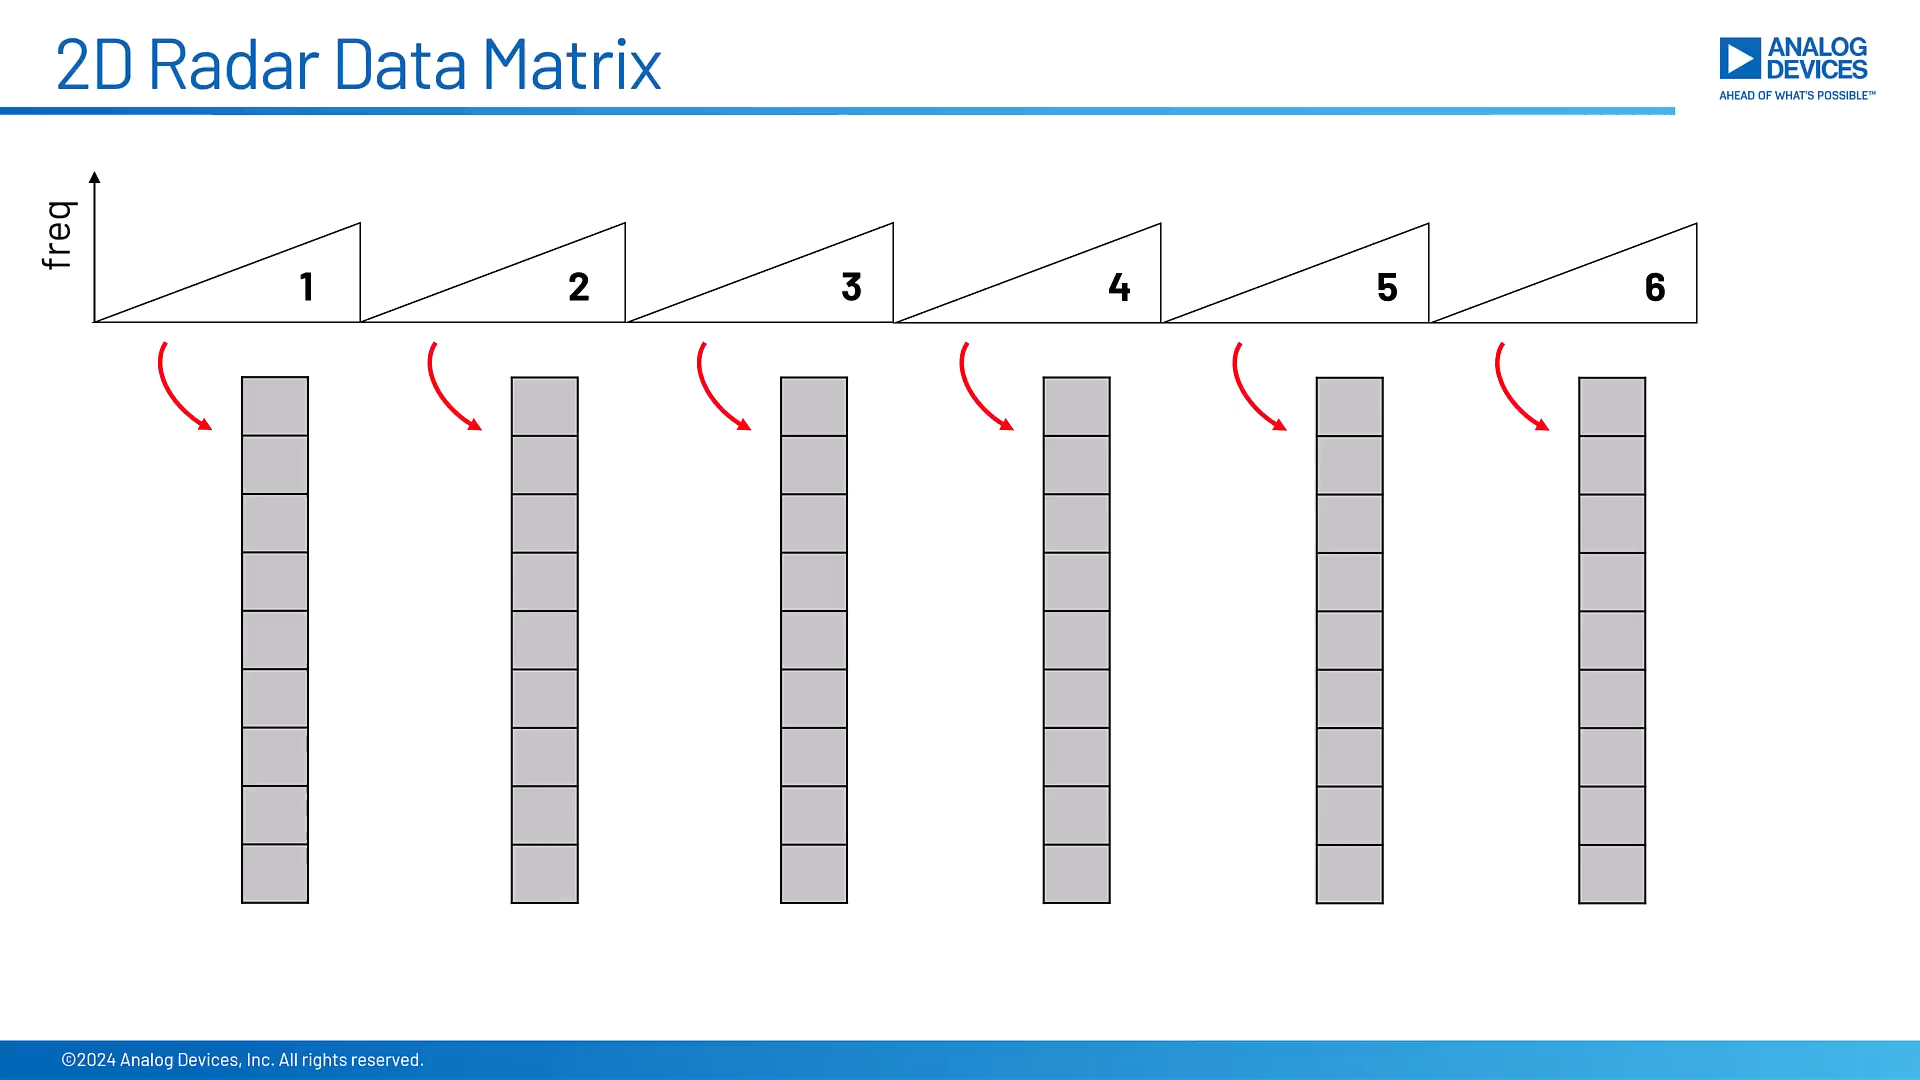 2D Radar Data Matrix
ANALOG
DEVICES
AHEAD OF WHAT'S POSSIBLE™
freq
1 2 3 4 5 6
©2024 Analog Devices, Inc. All rights reserved.